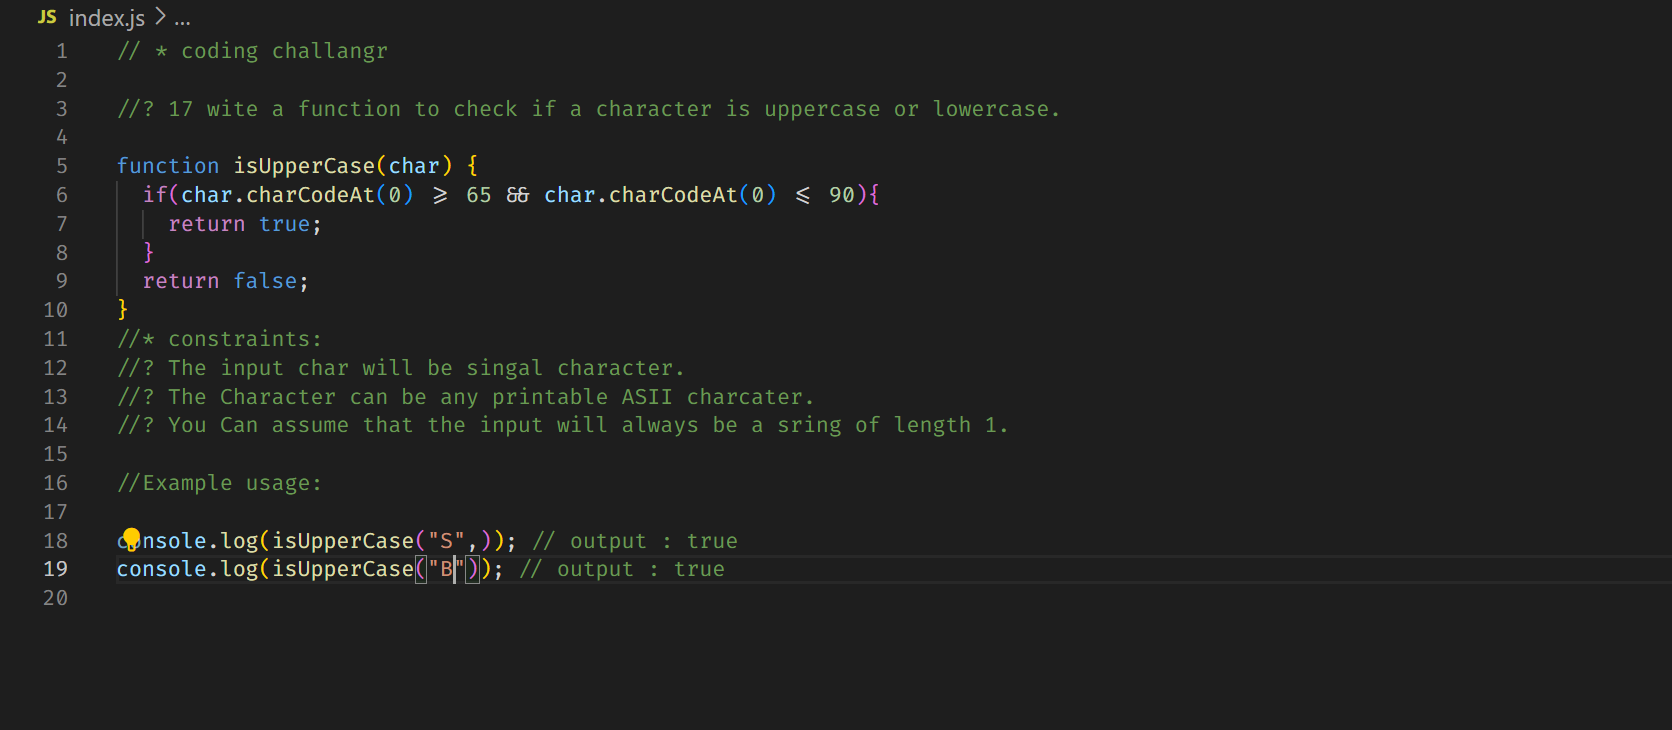 JS index.js > ...
1 // * coding challangr
2
3 //? 17 wite a function to check if a character is uppercase or lowercase.
4
5 function isUpperCase(char) {
6 if(char.charCodeAt(0) >= 65 && char.charCodeAt(0) <= 90){
7 return true;
8 }
9 return false;
10 }
11 //* constraints:
12 //? The input char will be singal character.
13 //? The Character can be any printable ASII charcater.
14 //? You Can assume that the input will always be a sring of length 1.
15
16 //Example usage:
17
18 console.log(isUpperCase("S",)); // output : true
19 console.log(isUpperCase("B")); // output : true
20